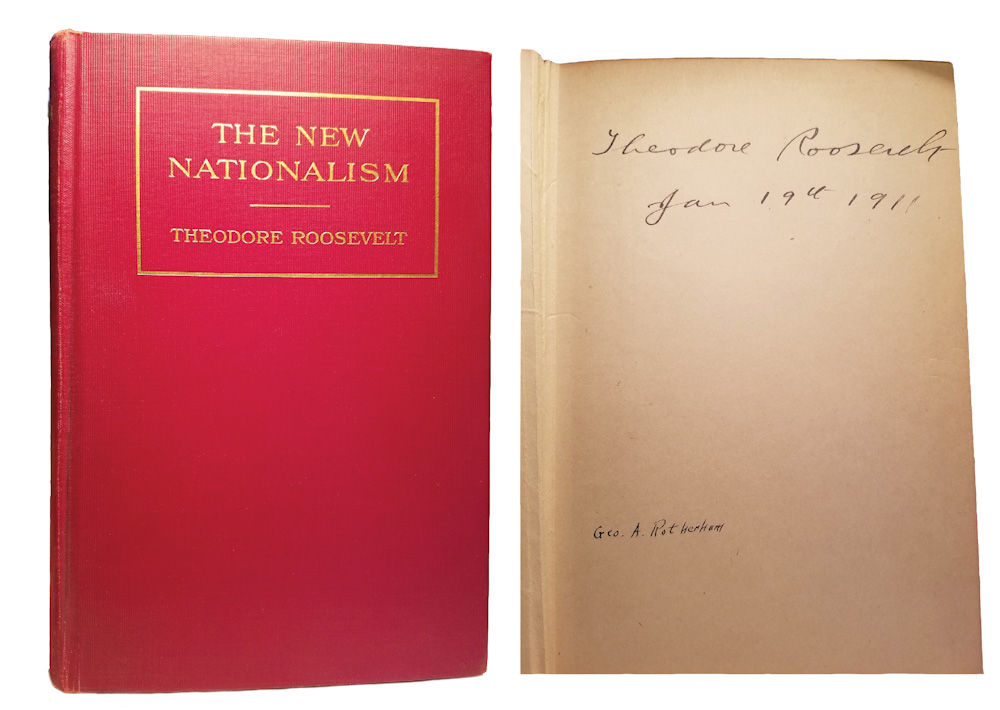 THE NEW
NATIONALISM
THEODORE ROOSEVELT
Theodore Roosevelt
Jan 19th 1911
Geo. A. Rotherham